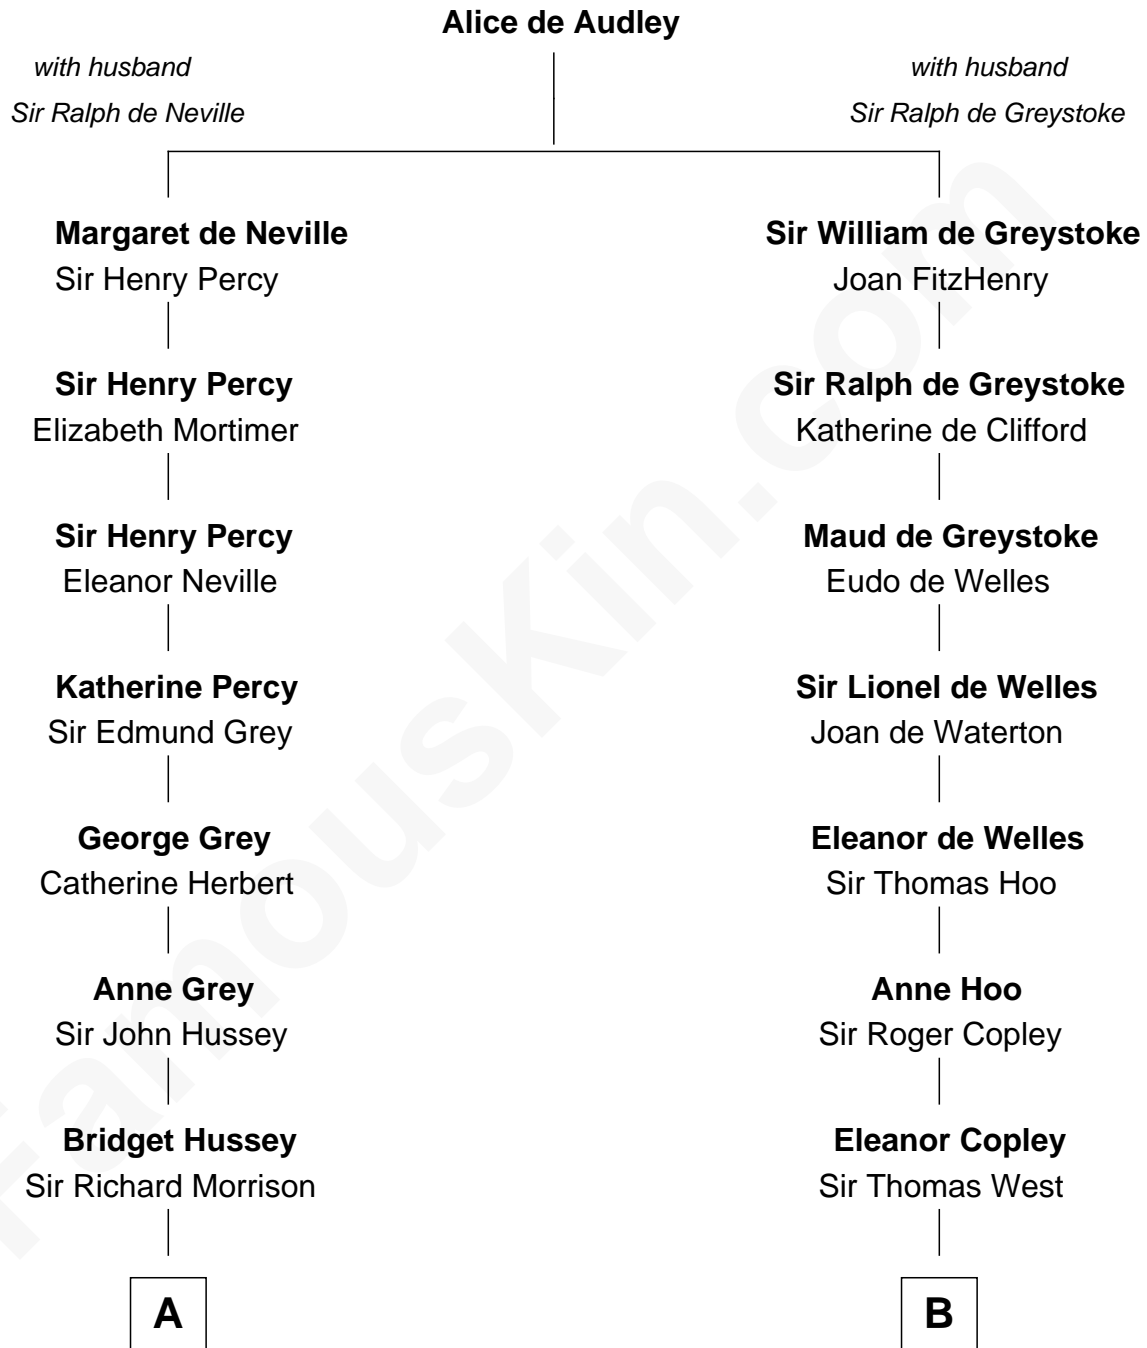 Alice de Audley
with husband
Sir Ralph de Neville
with husband
Sir Ralph de Greystoke
Margaret de Neville
Sir Henry Percy
Sir William de Greystoke
Joan FitzHenry
Sir Henry Percy
Elizabeth Mortimer
Sir Ralph de Greystoke
Katherine de Clifford
Sir Henry Percy
Eleanor Neville
Maud de Greystoke
Eudo de Welles
Katherine Percy
Sir Edmund Grey
Sir Lionel de Welles
Joan de Waterton
George Grey
Catherine Herbert
Eleanor de Welles
Sir Thomas Hoo
Anne Grey
Sir John Hussey
Anne Hoo
Sir Roger Copley
Bridget Hussey
Sir Richard Morrison
Eleanor Copley
Sir Thomas West
A
B
FamousKin.com